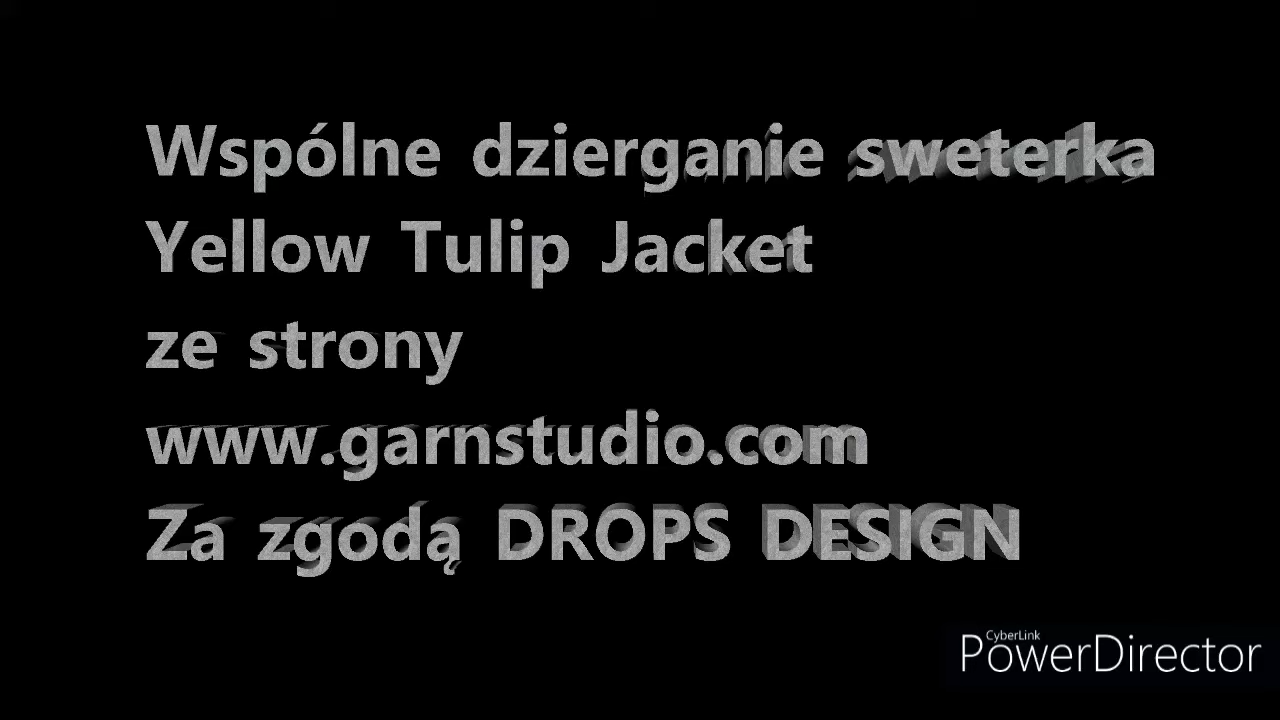 Wspólne dzierganie sweterka
Yellow Tulip Jacket
ze strony
www.garnstudio.com
Za zgodą DROPS DESIGN
CyberLink
PowerDirector